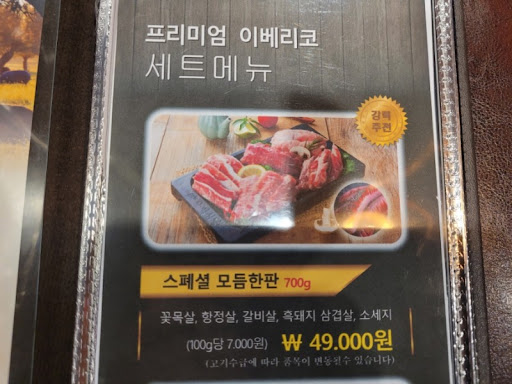 프리미엄 이베리코
세트메뉴
강력
추천
스페셜 모듬한판 700g
꽃목살, 항정살, 갈비살, 흑돼지 삼겹살, 소세지
(100g당 7.000원) ₩ 49.000원
(고기수급에 따라 품목이 변동될수 있습니다)